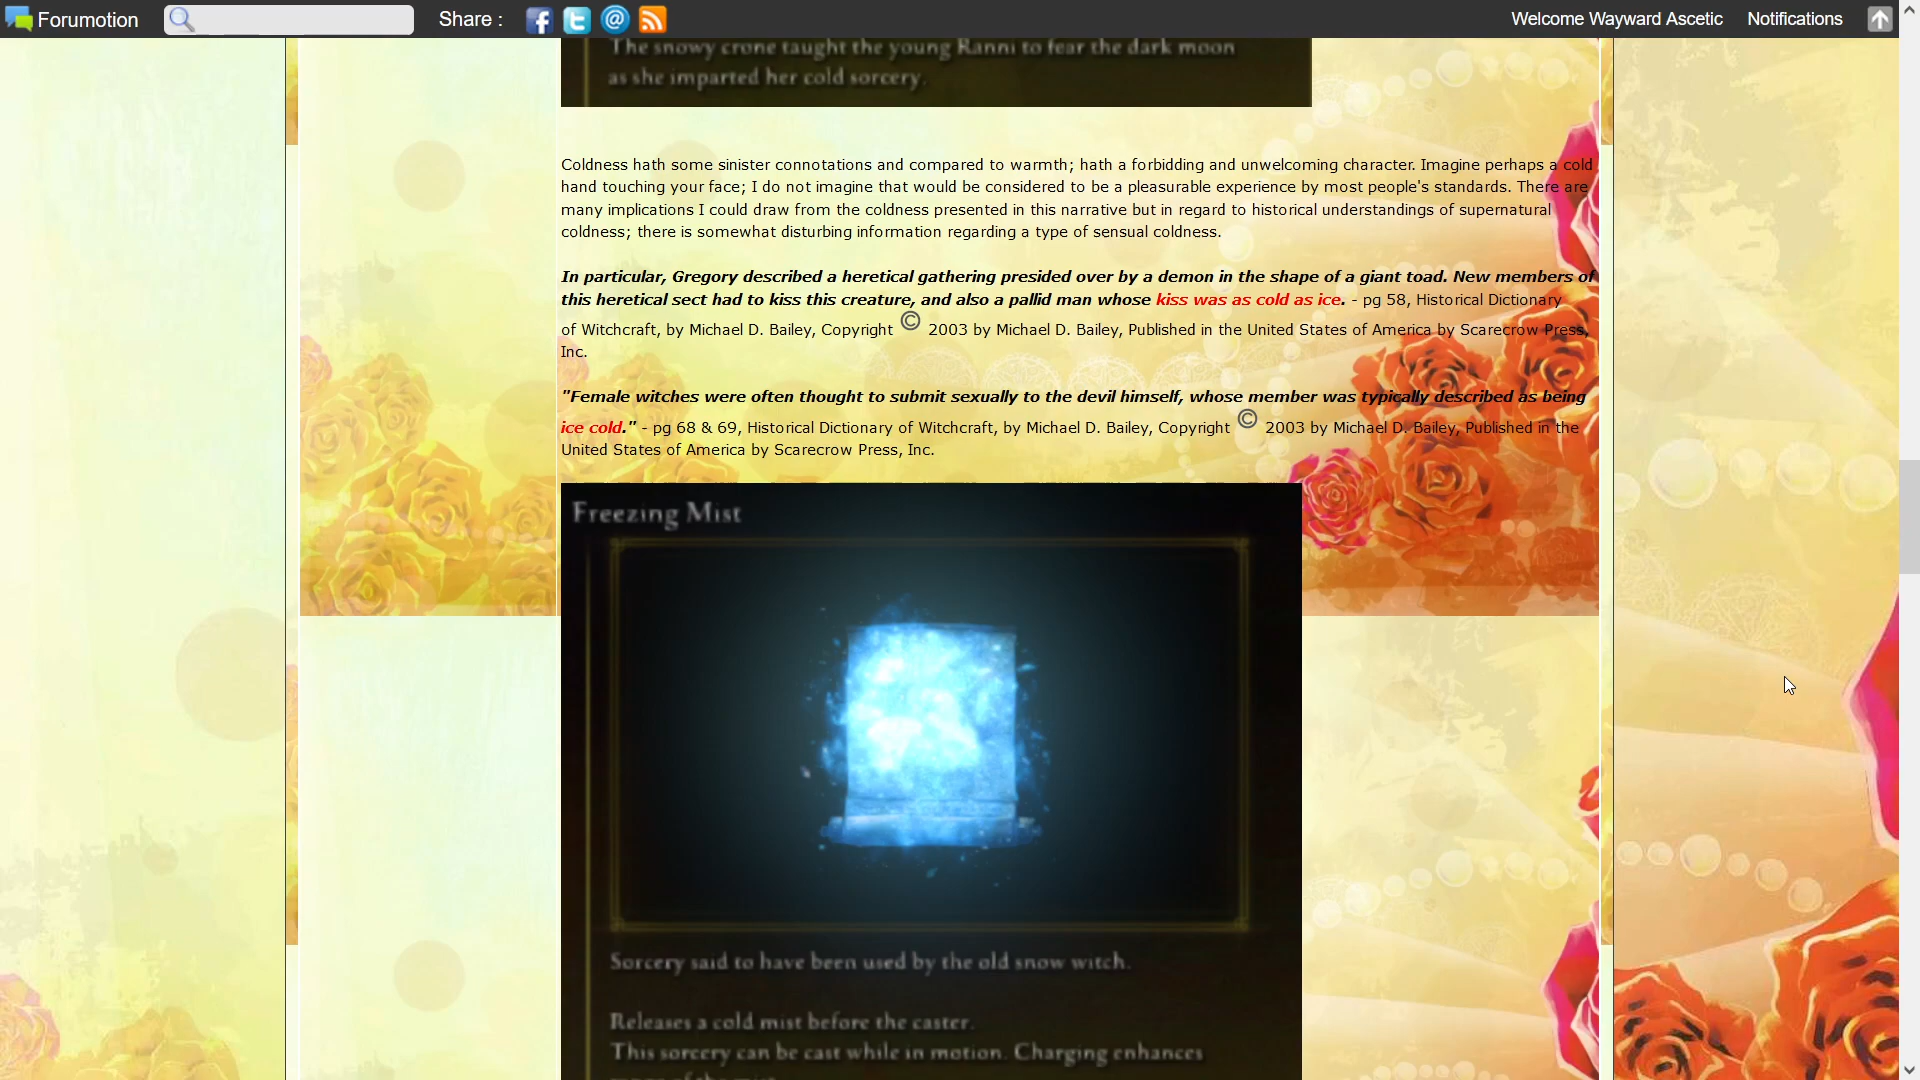 Forumotion
Share :
Welcome Wayward Ascetic
Notifications
The snowy crone taught the young Ranni to fear the dark moon
as she imparted her cold sorcery.
Coldness hath some sinister connotations and compared to warmth; hath a forbidding and unwelcoming character. Imagine perhaps a cold
hand touching your face; I do not imagine that would be considered to be a pleasurable experience by most people's standards. There are
many implications I could draw from the coldness presented in this narrative but in regard to historical understandings of supernatural
coldness; there is somewhat disturbing information regarding a type of sensual coldness.
In particular, Gregory described a heretical gathering presided over by a demon in the shape of a giant toad. New members of
this heretical sect had to kiss this creature, and also a pallid man whose kiss was as cold as ice. - pg 58, Historical Dictionary
of Witchcraft, by Michael D. Bailey, Copyright © 2003 by Michael D. Bailey, Published in the United States of America by Scarecrow Press,
Inc.
"Female witches were often thought to submit sexually to the devil himself, whose member was typically described as being
ice cold." - pg 68 & 69, Historical Dictionary of Witchcraft, by Michael D. Bailey, Copyright © 2003 by Michael D. Bailey, Published in the
United States of America by Scarecrow Press, Inc.
Freezing Mist
Sorcery said to have been used by the old snow witch.
Releases a cold mist before the caster.
This sorcery can be cast while in motion. Charging enhances